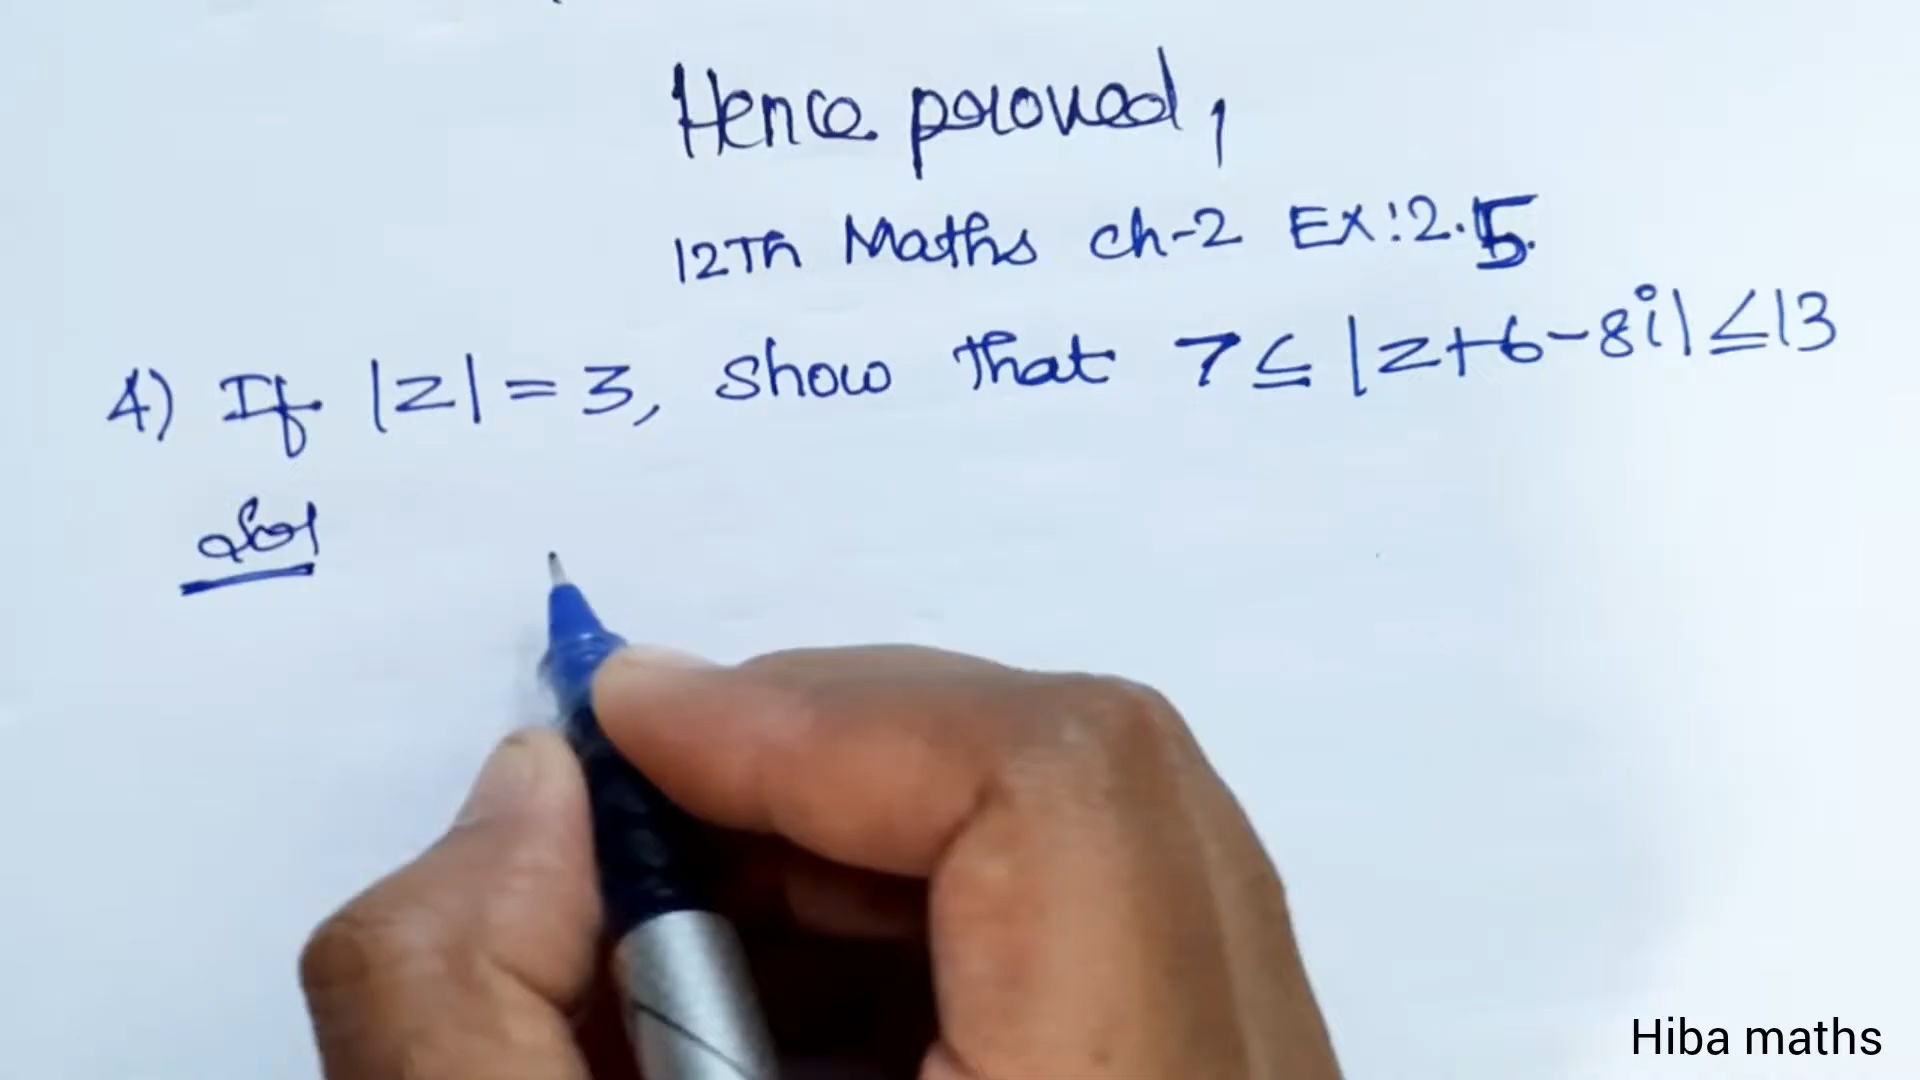 Hence proved,
12Th Maths ch-2 Ex:2.5.
4) If |z| = 3, show that 7 ≤ |z+6-8i| ≤ 13
Sol
Hiba maths